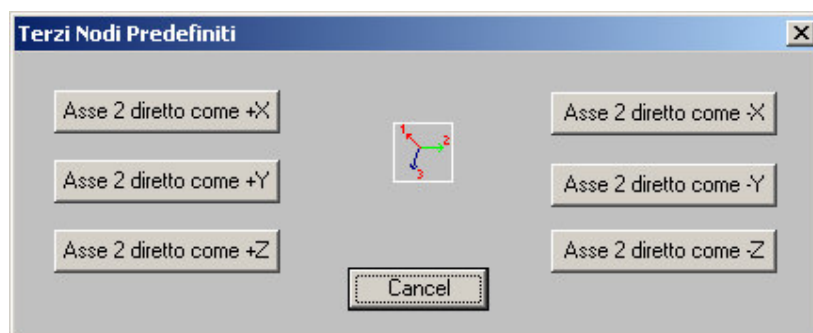 Terzi Nodi Predefiniti
Asse 2 diretto come +X
Asse 2 diretto come -X
1
2
3
Asse 2 diretto come +Y
Asse 2 diretto come -Y
Asse 2 diretto come +Z
Asse 2 diretto come -Z
Cancel